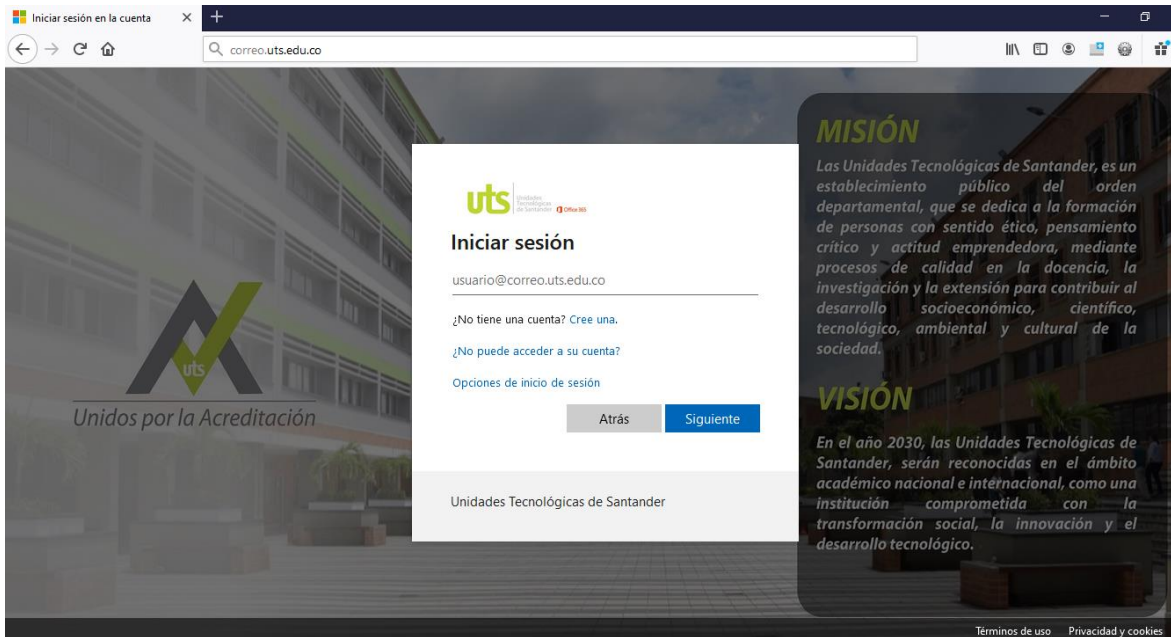 Iniciar sesión en la cuenta
correo.uts.edu.co
uts
Unidades
Tecnológicas
de Santander
Office 365
Iniciar sesión
usuario@correo.uts.edu.co
¿No tiene una cuenta? Cree una.
¿No puede acceder a su cuenta?
Opciones de inicio de sesión
Atrás
Siguiente
Unidades Tecnológicas de Santander
uts
Unidos por la Acreditación
MISIÓN
Las Unidades Tecnológicas de Santander, es un
establecimiento público del orden
departamental, que se dedica a la formación
de personas con sentido ético, pensamiento
crítico y actitud emprendedora, mediante
procesos de calidad en la docencia, la
investigación y la extensión para contribuir al
desarrollo socioeconómico, científico,
tecnológico, ambiental y cultural de la
sociedad.
VISIÓN
En el año 2030, las Unidades Tecnológicas de
Santander, serán reconocidas en el ámbito
académico nacional e internacional, como una
institución comprometida con la
transformación social, la innovación y el
desarrollo tecnológico.
Términos de uso Privacidad y cookies